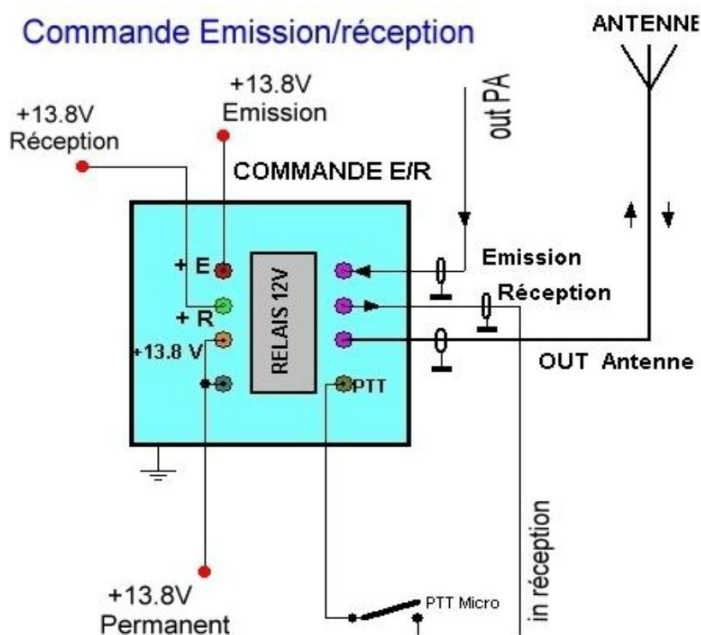 Commande Emission/réception
ANTENNE
+13.8V
Emission
+13.8V
Réception
out PA
COMMANDE E/R
+ E
RELAIS 12V
Emission
Réception
+ R
+13.8 V
OUT Antenne
PTT
in réception
+13.8V
Permanent
PTT Micro